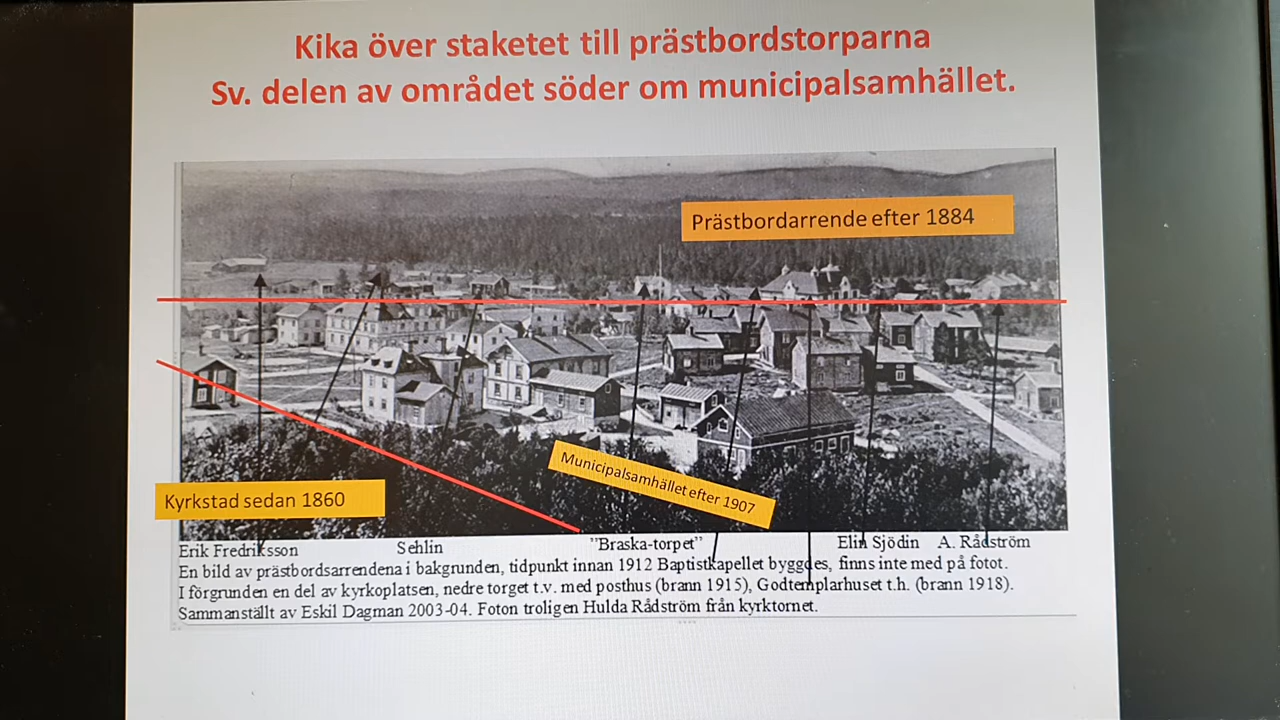 Kika över staketet till prästbordstorparna
Sv. delen av området söder om municipalsamhället.
Prästbordarrende efter 1884
Kyrkstad sedan 1860
Municipalsamhället efter 1907
Erik Fredriksson Sehlin "Braska-torpet" Elin Sjödin A. Rådström
En bild av prästbordsarrendena i bakgrunden, tidpunkt innan 1912 Baptistkapellet byggdes, finns inte med på fotot.
I förgrunden en del av kyrkoplatsen, nedre torget t.v. med posthus (brann 1915), Godtemplarhuset t.h. (brann 1918).
Sammanställt av Eskil Dagman 2003-04. Foton troligen Hulda Rådström från kyrktornet.